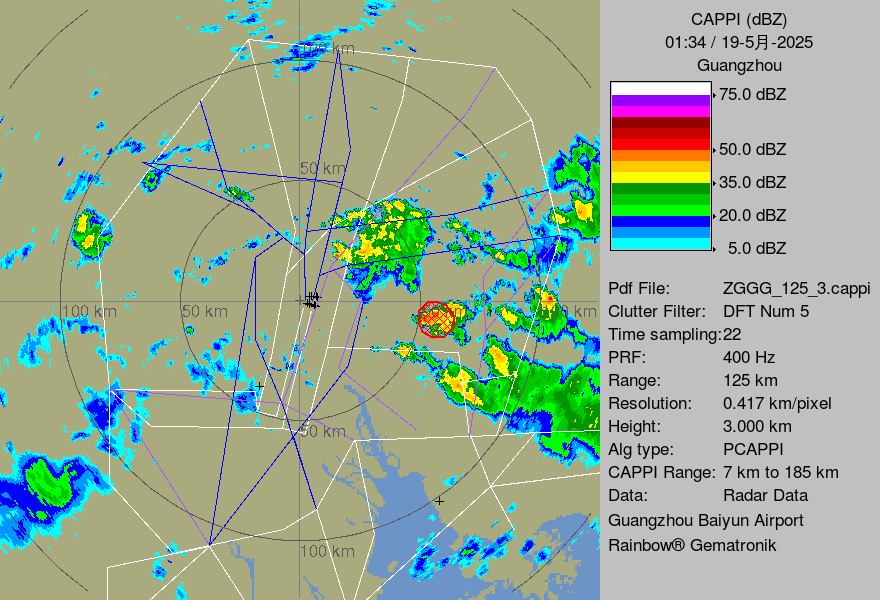 CAPPI (dBZ)
01:34 / 19-5月-2025
Guangzhou
75.0 dBZ
50.0 dBZ
35.0 dBZ
20.0 dBZ
5.0 dBZ
Pdf File: ZGGG_125_3.cappi
Clutter Filter: DFT Num 5
Time sampling:22
PRF: 400 Hz
Range: 125 km
Resolution: 0.417 km/pixel
Height: 3.000 km
Alg type: PCAPPI
CAPPI Range: 7 km to 185 km
Data: Radar Data
Guangzhou Baiyun Airport
Rainbow® Gematronik
km
50 km
100 km
50 km
km
50 km
100 km